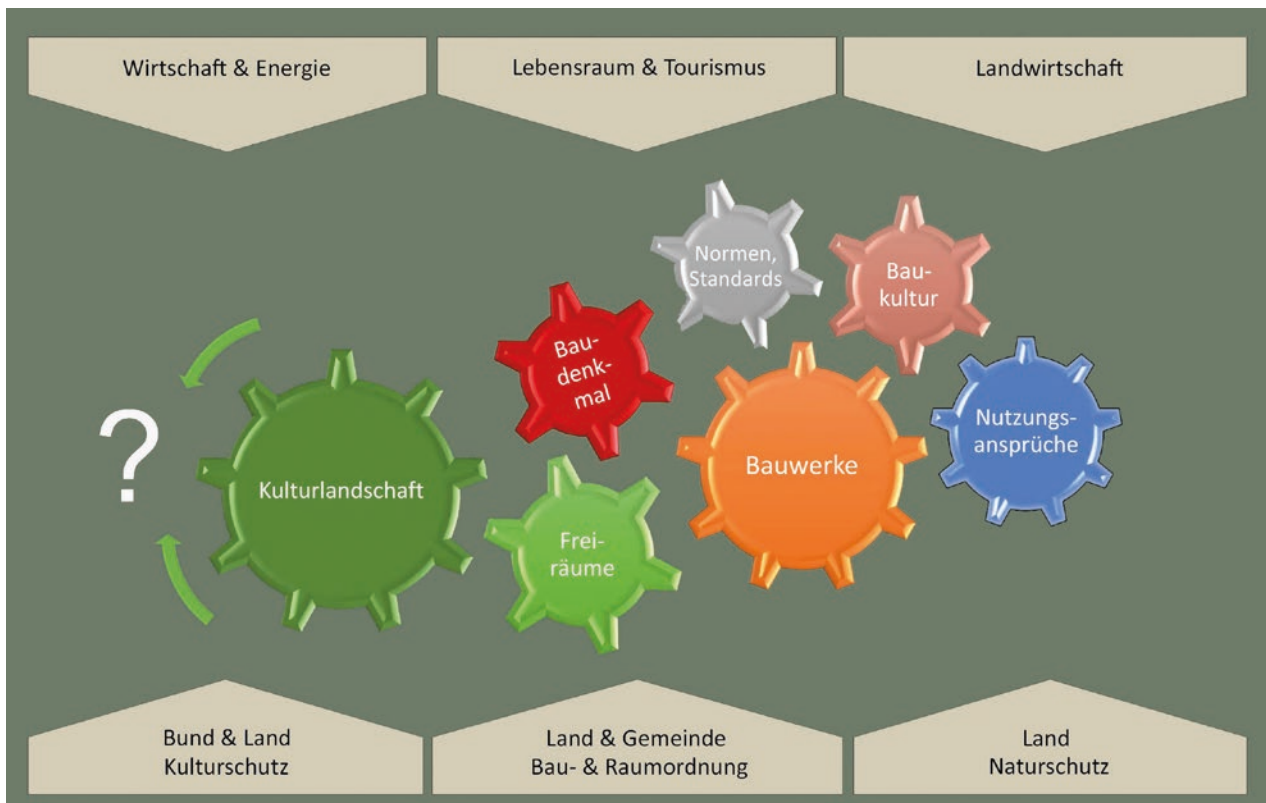 Wirtschaft & Energie
Lebensraum & Tourismus
Landwirtschaft
Normen,
Standards
Bau-
kultur
Bau-
denk-
mal
Nutzungs-
ansprüche
?
Kulturlandschaft
Bauwerke
Frei-
räume
Bund & Land
Kulturschutz
Land & Gemeinde
Bau- & Raumordnung
Land
Naturschutz